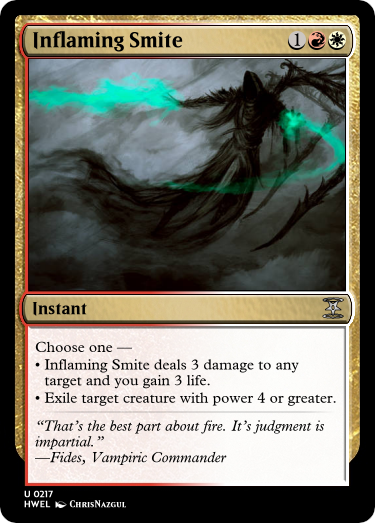 Inflaming Smite 1
Instant
Choose one —
• Inflaming Smite deals 3 damage to any
target and you gain 3 life.
• Exile target creature with power 4 or greater.
“That's the best part about fire. It's judgment is
impartial.”
—Fides, Vampiric Commander
U 0217
HWEL ChrisNazgul